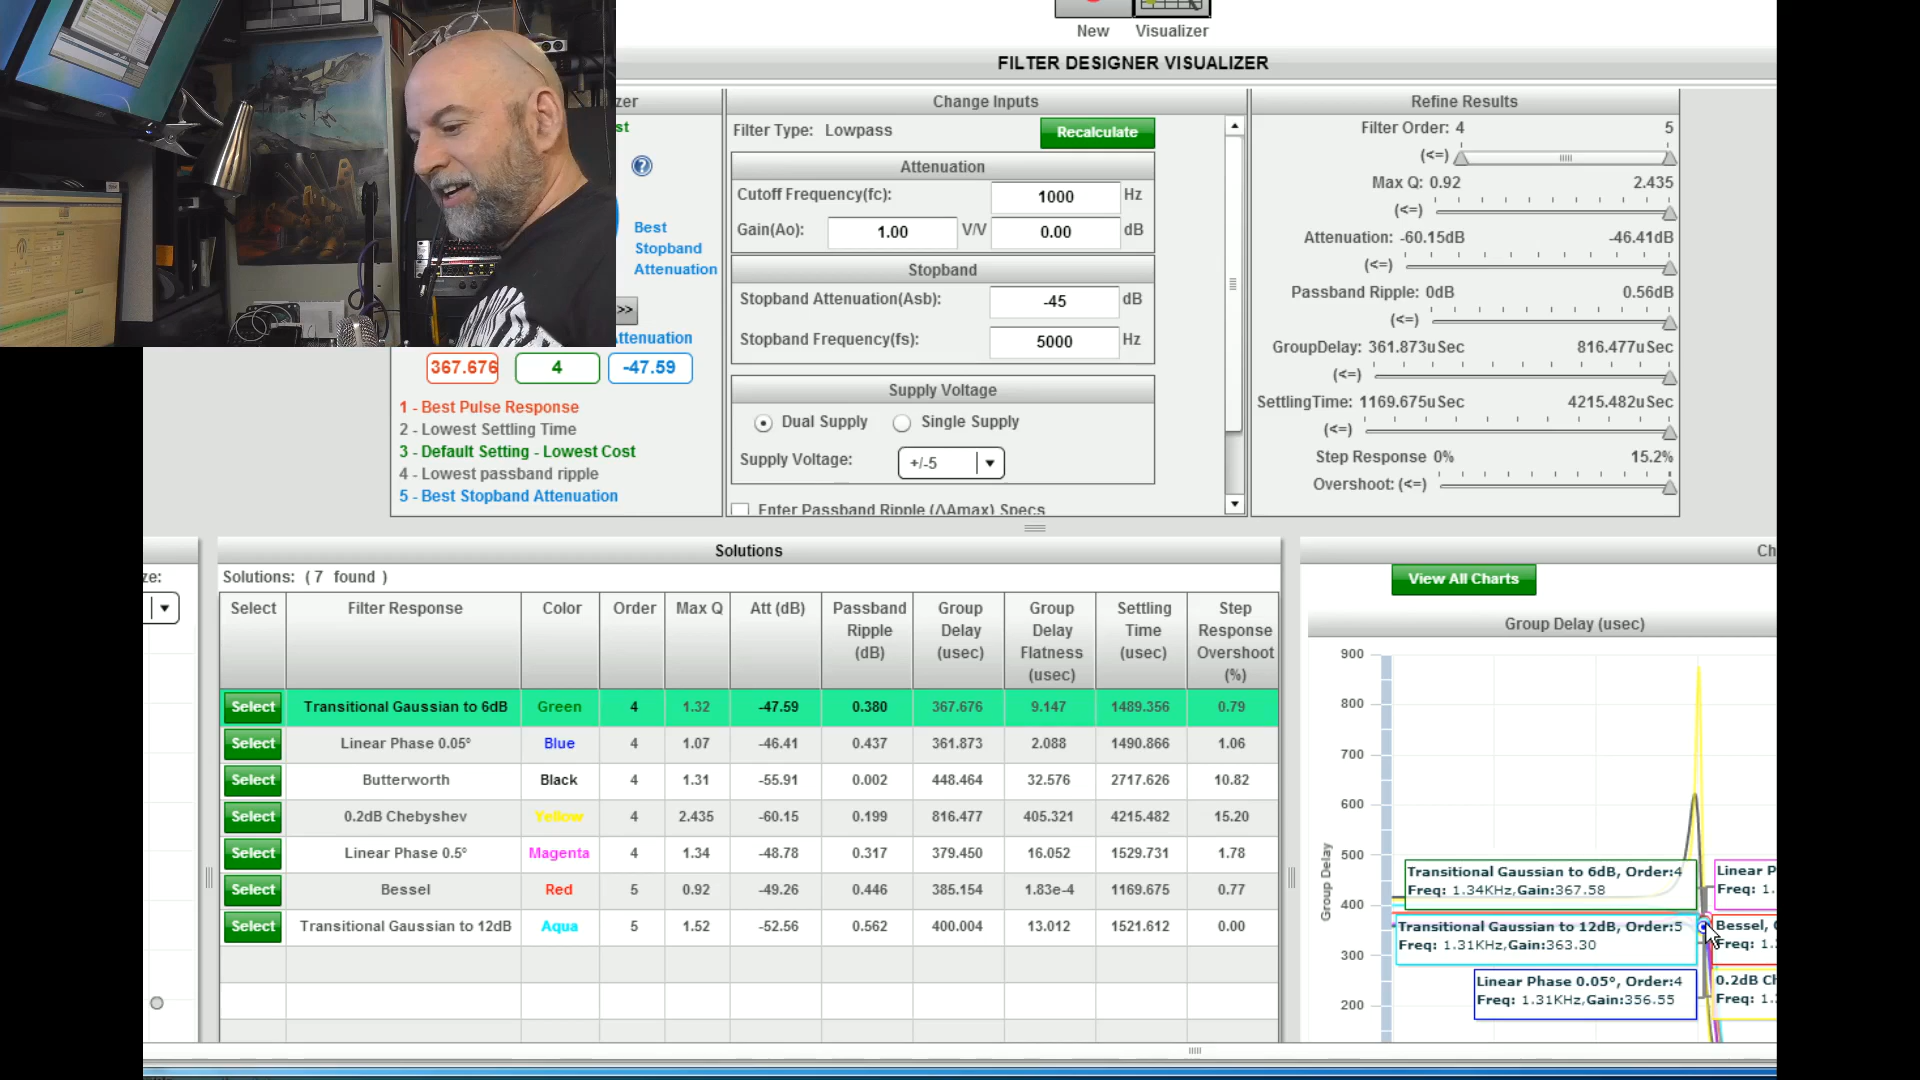 New
Visualizer
FILTER DESIGNER VISUALIZER
zer
st
Best
Stopband
Attenuation
>>
ttenuation
367.676
4
-47.59
1 - Best Pulse Response
2 - Lowest Settling Time
3 - Default Setting - Lowest Cost
4 - Lowest passband ripple
5 - Best Stopband Attenuation
Change Inputs
Filter Type: Lowpass
Recalculate
Attenuation
Cutoff Frequency(fc): 1000 Hz
Gain(Ao): 1.00 V/V 0.00 dB
Stopband
Stopband Attenuation(Asb): -45 dB
Stopband Frequency(fs): 5000 Hz
Supply Voltage
Dual Supply Single Supply
Supply Voltage: +/-5
Enter Passband Ripple (ΔAmax) Specs
Refine Results
Filter Order: 4 5
(<=)
Max Q: 0.92 2.435
(<=)
Attenuation: -60.15dB -46.41dB
(<=)
Passband Ripple: 0dB 0.56dB
(<=)
GroupDelay: 361.873uSec 816.477uSec
(<=)
SettlingTime: 1169.675uSec 4215.482uSec
(<=)
Step Response 0% 15.2%
Overshoot: (<=)
ze:
Solutions
Solutions: ( 7 found )
Select Filter Response Color Order Max Q Att (dB) Passband Ripple (dB) Group Delay (usec) Group Delay Flatness (usec) Settling Time (usec) Step Response Overshoot (%)
Select Transitional Gaussian to 6dB Green 4 1.32 -47.59 0.380 367.676 9.147 1489.356 0.79
Select Linear Phase 0.05° Blue 4 1.07 -46.41 0.437 361.873 2.088 1490.866 1.06
Select Butterworth Black 4 1.31 -55.91 0.002 448.464 32.576 2717.626 10.82
Select 0.2dB Chebyshev Yellow 4 2.435 -60.15 0.199 816.477 405.321 4215.482 15.20
Select Linear Phase 0.5° Magenta 4 1.34 -48.78 0.317 379.450 16.052 1529.731 1.78
Select Bessel Red 5 0.92 -49.26 0.446 385.154 1.83e-4 1169.675 0.77
Select Transitional Gaussian to 12dB Aqua 5 1.52 -52.56 0.562 400.004 13.012 1521.612 0.00
Ch
View All Charts
Group Delay (usec)
Group Delay
900
800
700
600
500
400
300
200
Transitional Gaussian to 6dB, Order:4
Freq: 1.34KHz,Gain:367.58
Linear P
Freq: 1.
Transitional Gaussian to 12dB, Order:5
Freq: 1.31KHz,Gain:363.30
Bessel,
Freq: 1.
Linear Phase 0.05°, Order:4
Freq: 1.31KHz,Gain:356.55
0.2dB Ch
Freq: 1.